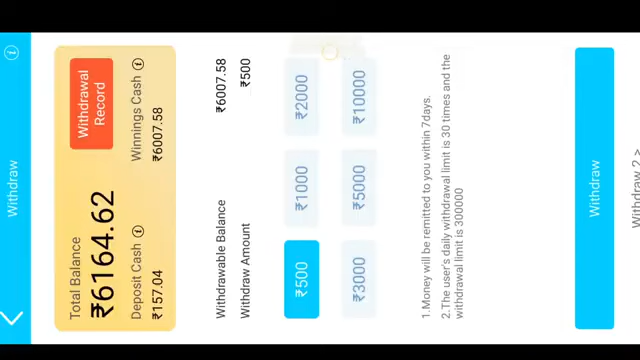 Withdraw
i
Total Balance
₹6164.62
Withdrawal
Record
Deposit Cash i
₹157.04
Winnings Cash i
₹6007.58
Withdrawable Balance ₹6007.58
Withdraw Amount ₹500
₹500 ₹1000 ₹2000
₹3000 ₹5000 ₹10000
1.Money will be remitted to you within 7days.
2.The user's daily withdrawal limit is 30 times and the
withdrawal limit is 300000
Withdraw
Withdraw 2 >